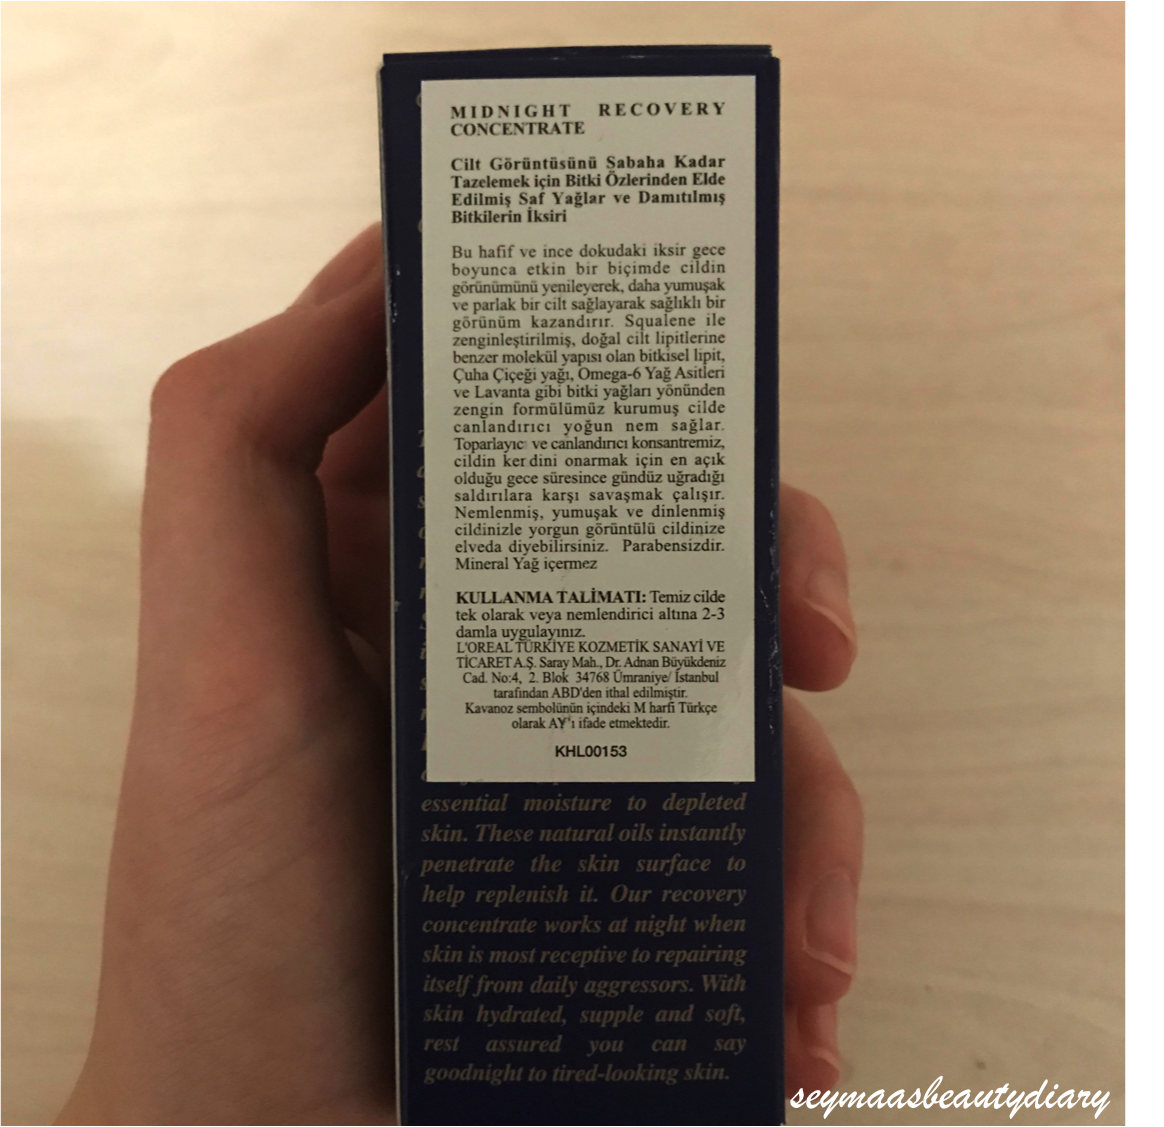 MIDNIGHT RECOVERY
CONCENTRATE
Cilt Görüntüsünü Sabaha Kadar
Tazelemek için Bitki Özlerinden Elde
Edilmiş Saf Yağlar ve Damıtılmış
Bitkilerin İksiri
Bu hafif ve ince dokudaki iksir gece
boyunca etkin bir biçimde cildin
görünümünü yenileyerek, daha yumuşak
ve parlak bir cilt sağlayarak sağlıklı bir
görünüm kazandırır. Squalene ile
zenginleştirilmiş, doğal cilt lipitlerine
benzer molekül yapısı olan bitkisel lipit,
Çuha Çiçeği yağı, Omega-6 Yağ Asitleri
ve Lavanta gibi bitki yağları yönünden
zengin formülümüz kurumuş cilde
canlandırıcı yoğun nem sağlar.
Toparlayıc ve canlandırıcı konsantremiz,
cildin kendini onarmak için en açık
olduğu gece süresince gündüz uğradığı
saldırılara karşı savaşmak çalışır.
Nemlenmiş, yumuşak ve dinlenmiş
cildinizle yorgun görüntülü cildinize
elveda diyebilirsiniz. Parabensizdir.
Mineral Yağ içermez
KULLANMA TALİMATI: Temiz cilde
tek olarak veya nemlendirici altına 2-3
damla uygulayınız.
L'OREAL TÜRKİYE KOZMETİK SANAYİ VE
TİCARET A.Ş. Saray Mah., Dr. Adnan Büyükdeniz
Cad. No:4, 2. Blok 34768 Ümraniye/ İstanbul
tarafından ABD'den ithal edilmiştir.
Kavanoz sembolünün içindeki M harfi Türkçe
olarak AY'ı ifade etmektedir.
KHL00153
essential moisture to depleted
skin. These natural oils instantly
penetrate the skin surface to
help replenish it. Our recovery
concentrate works at night when
skin is most receptive to repairing
itself from daily aggressors. With
skin hydrated, supple and soft,
rest assured you can say
goodnight to tired-looking skin.
seymaasbeautydiary